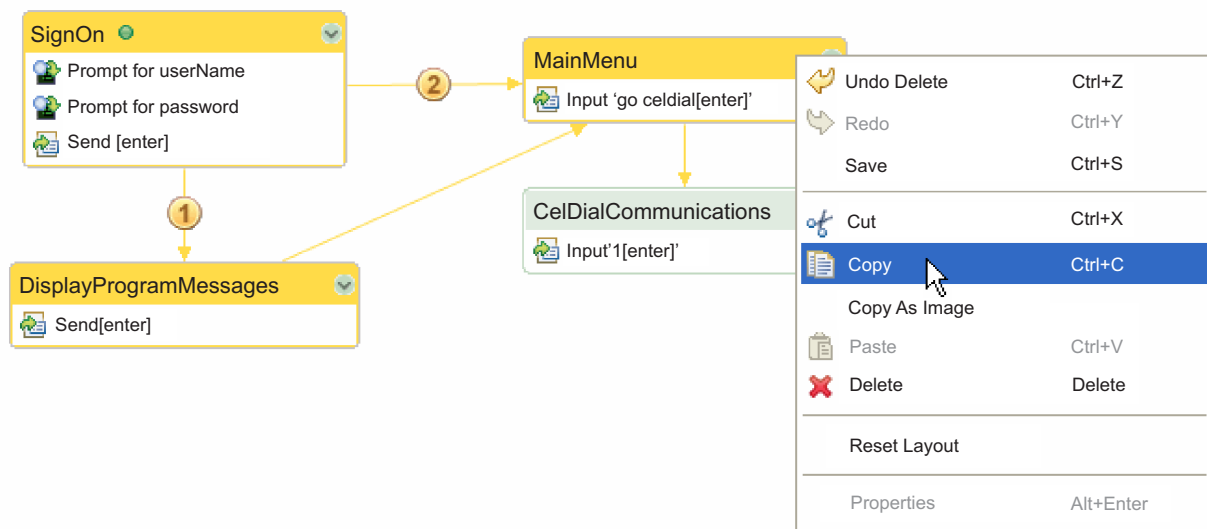 SignOn
Prompt for userName
Prompt for password
Send [enter]
1
2
DisplayProgramMessages
Send[enter]
MainMenu
Input ‘go celdial[enter]’
CelDialCommunications
Input’1[enter]’
Undo Delete Ctrl+Z
Redo Ctrl+Y
Save Ctrl+S
Cut Ctrl+X
Copy Ctrl+C
Copy As Image
Paste Ctrl+V
Delete Delete
Reset Layout
Properties Alt+Enter